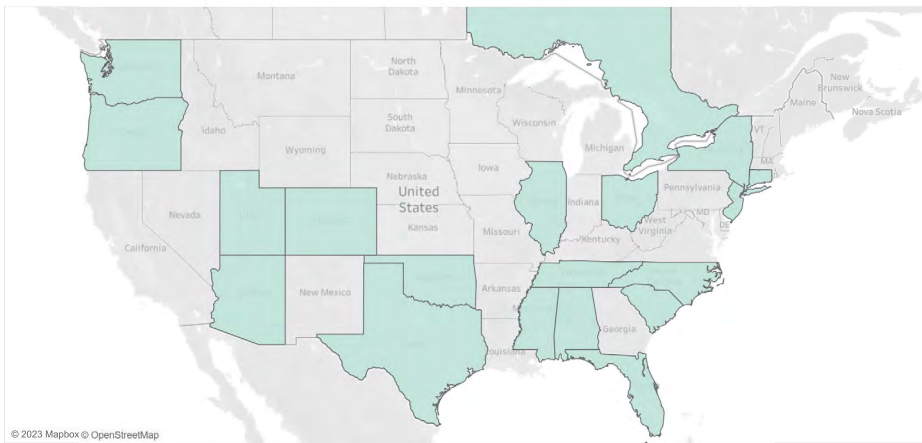 North
Dakota
Montana
Minnesota
New
Brunswick
Maine
Nova Scotia
South
Dakota
Wisconsin
VT
Idaho
Michigan
Wyoming
MA
Iowa
Nebraska
Pennsylvania
United
States
Indiana
Nevada
MD
West
Virginia
DE
Kansas
Missouri
California
Kentucky
New Mexico
Arkansas
Georgia
Louisiana
© 2023 Mapbox © OpenStreetMap